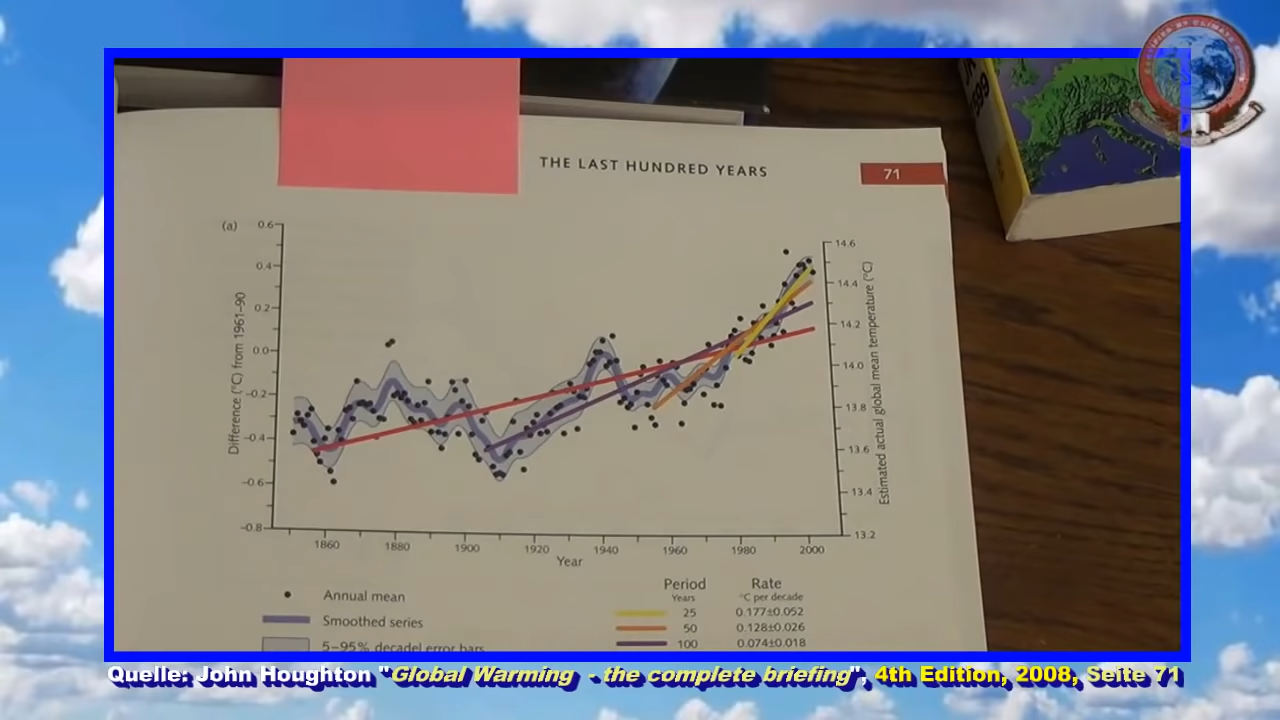 THE LAST HUNDRED YEARS
71
(a)
0.6
0.4
0.2
0.0
−0.2
−0.4
−0.6
−0.8
Difference (°C) from 1961–90
14.6
14.4
14.2
14.0
13.8
13.6
13.4
13.2
Estimated actual global mean temperature (°C)
1860 1880 1900 1920 1940 1960 1980 2000
Year
Annual mean
Smoothed series
5–95% decadel error bars
Period Rate
Years °C per decade
25 0.177±0.052
50 0.128±0.026
100 0.074±0.018
Quelle: John Houghton "Global Warming - the complete briefing", 4th Edition, 2008, Seite 71